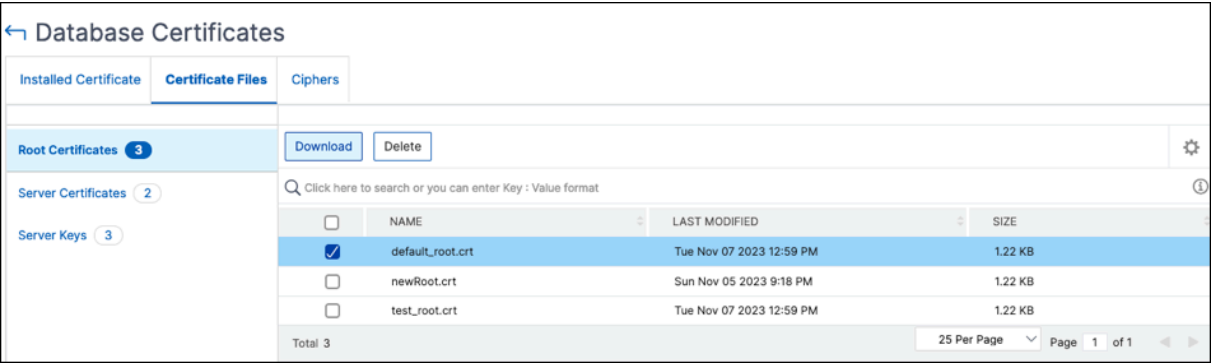 Database Certificates
Installed Certificate Certificate Files Ciphers
Root Certificates 3
Server Certificates 2
Server Keys 3
Download Delete
Click here to search or you can enter Key : Value format
NAME LAST MODIFIED SIZE
default_root.crt Tue Nov 07 2023 12:59 PM 1.22 KB
newRoot.crt Sun Nov 05 2023 9:18 PM 1.22 KB
test_root.crt Tue Nov 07 2023 12:59 PM 1.22 KB
Total 3 25 Per Page Page 1 of 1